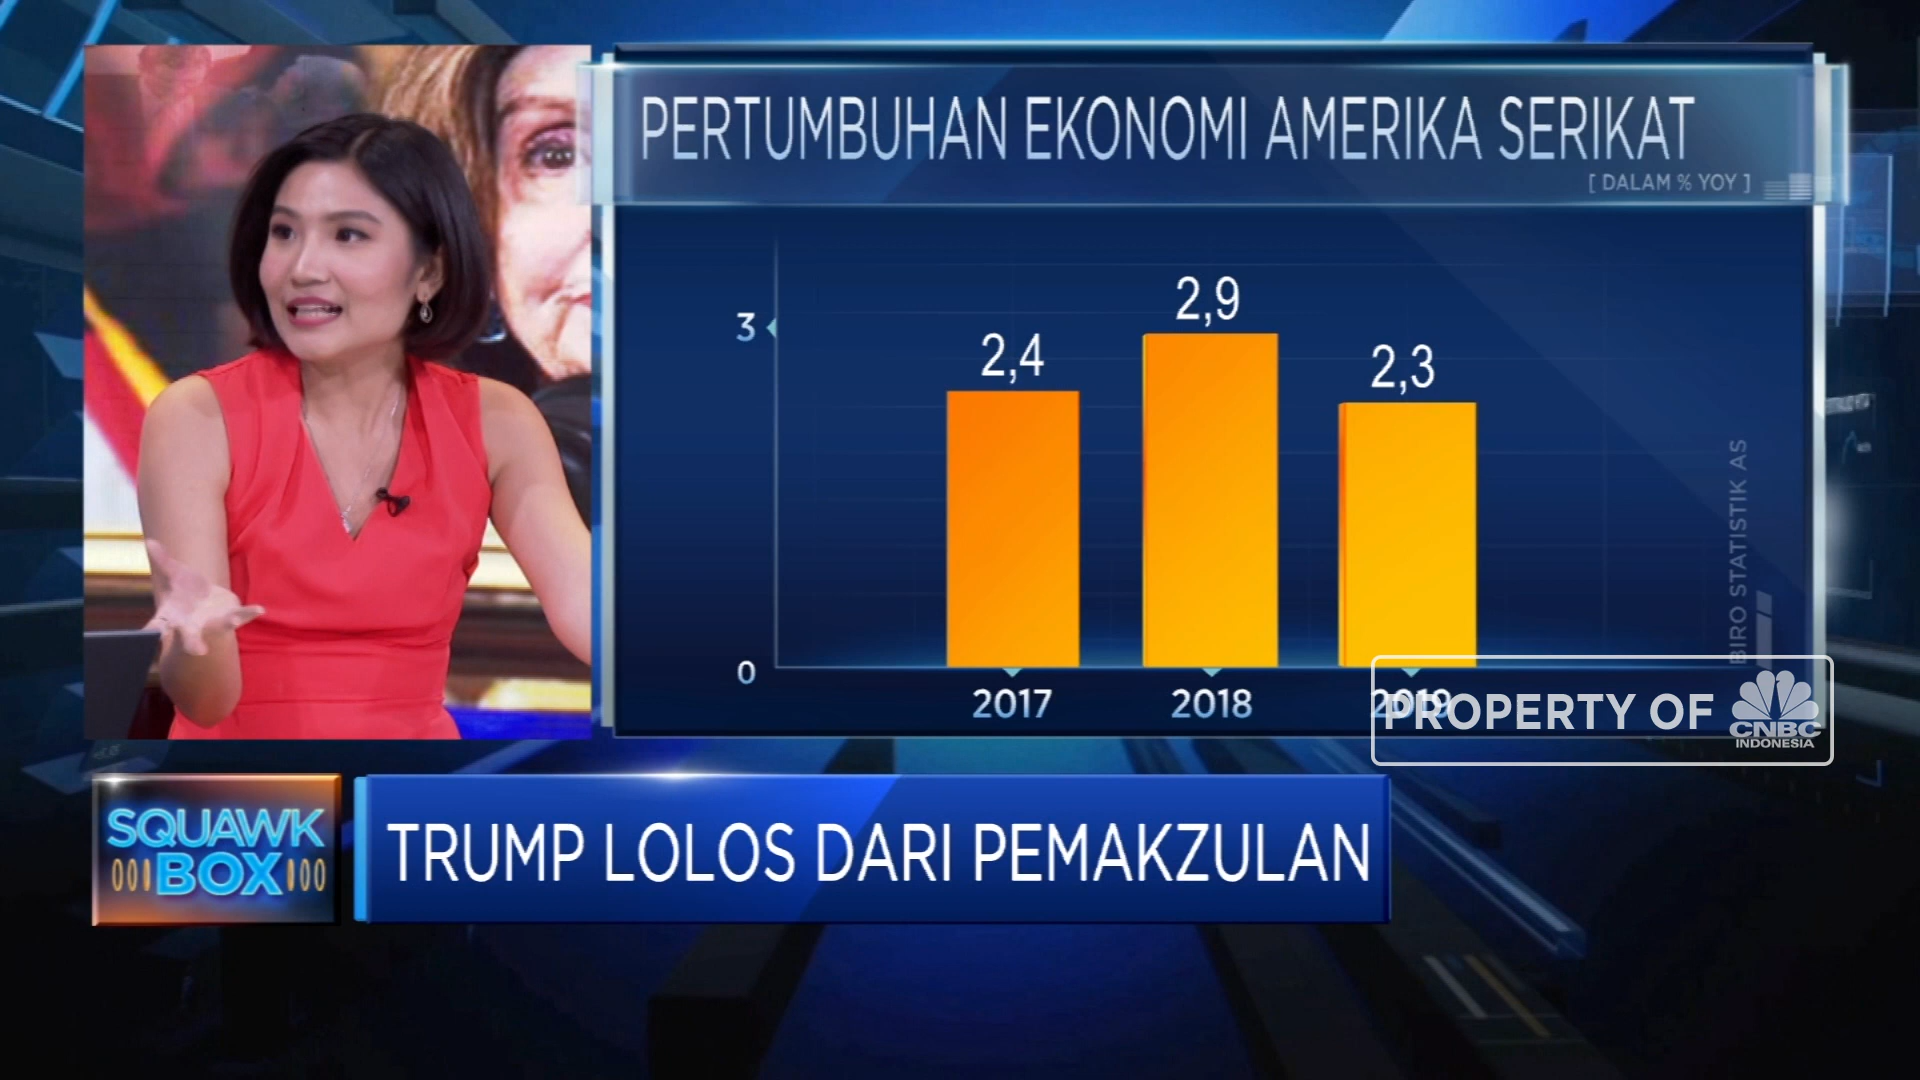 PERTUMBUHAN EKONOMI AMERIKA SERIKAT
[ DALAM % YOY ]
3
2,4
2,9
2,3
0
2017
2018
2019
BIRO STATISTIK AS
PROPERTY OF
CNBC
INDONESIA
SQUAWK
BOX
TRUMP LOLOS DARI PEMAKZULAN